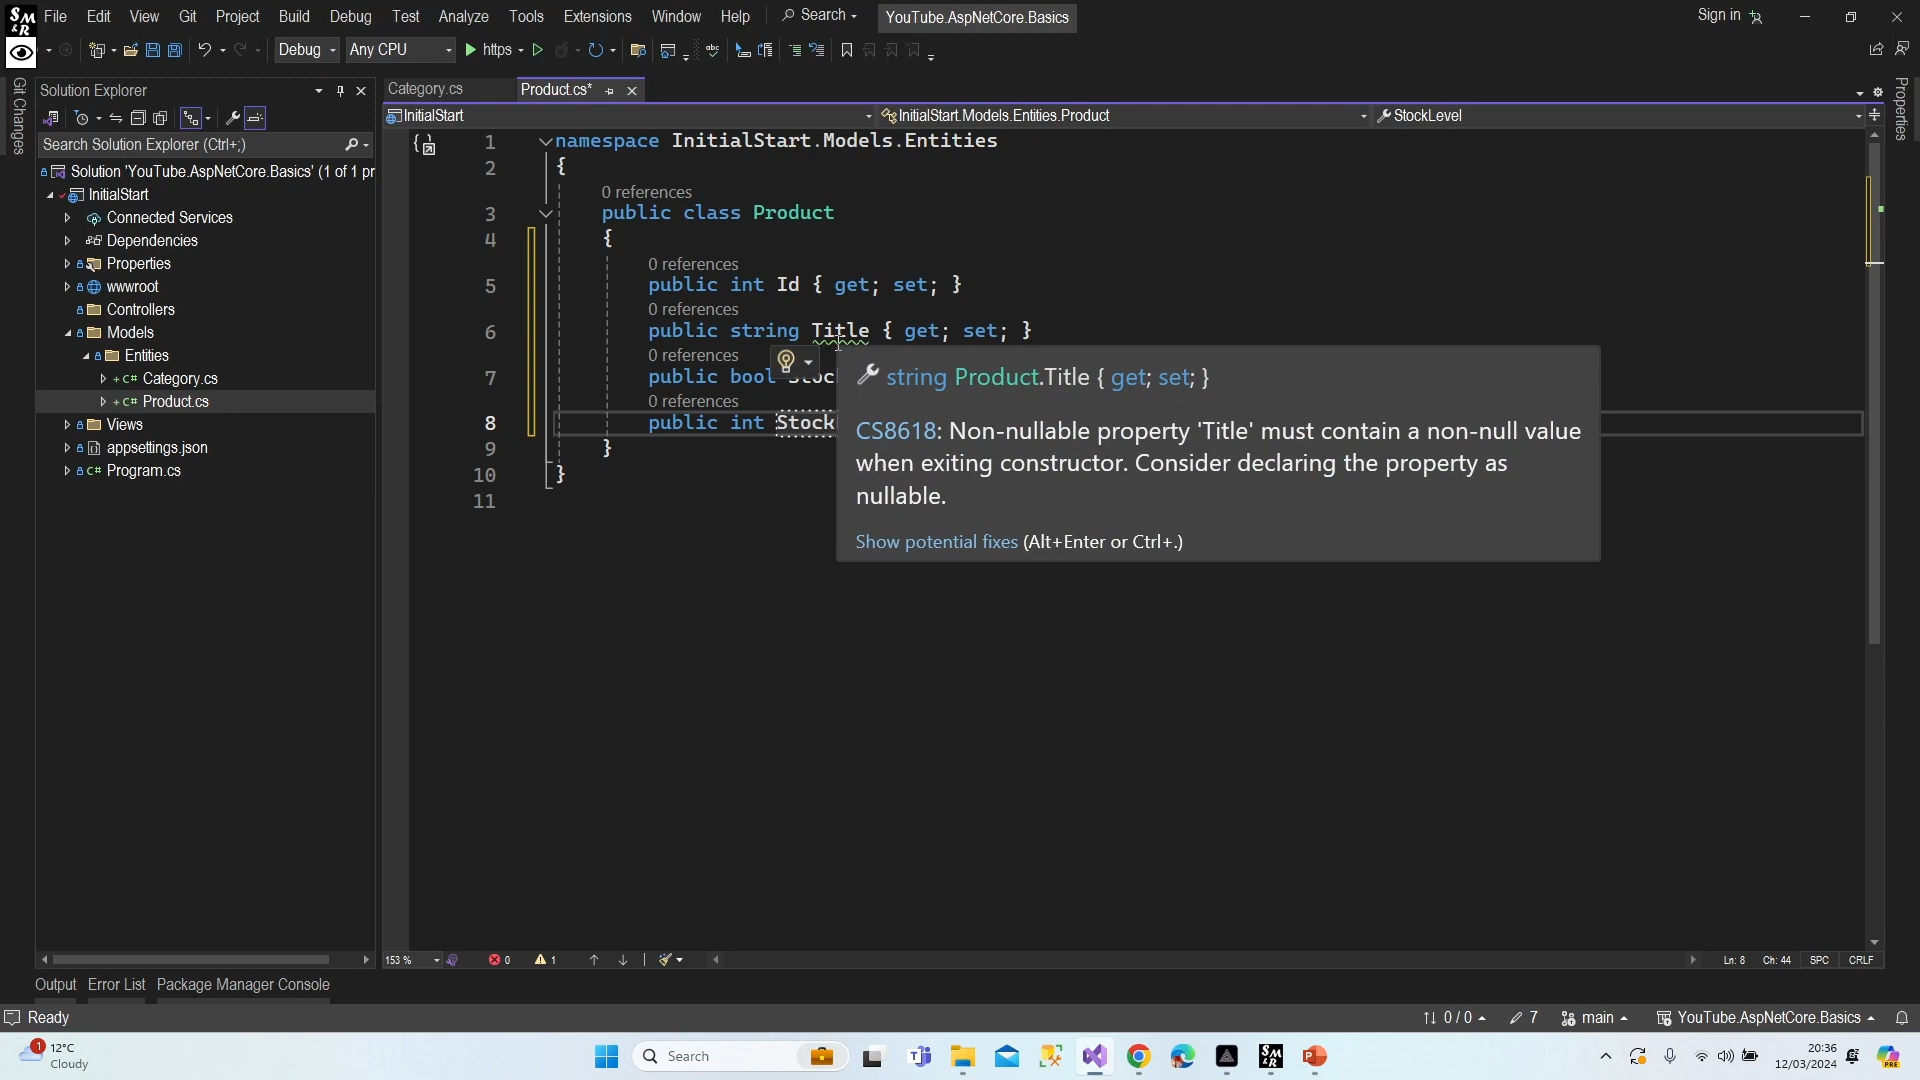 File Edit View Git Project Build Debug Test Analyze Tools Extensions Window Help Search YouTube.AspNetCore.Basics Sign in
Debug Any CPU https
Git Changes
Solution Explorer
Search Solution Explorer (Ctrl+;)
Solution 'YouTube.AspNetCore.Basics' (1 of 1 pr
InitialStart
Connected Services
Dependencies
Properties
wwwroot
Controllers
Models
Entities
Category.cs
Product.cs
Views
appsettings.json
Program.cs
Category.cs Product.cs*
InitialStart InitialStart.Models.Entities.Product StockLevel
Properties
1 namespace InitialStart.Models.Entities
2 {
0 references
3 public class Product
4 {
0 references
5 public int Id { get; set; }
0 references
6 public string Title { get; set; }
0 references
7 public bool
0 references
8 public int Stock
9 }
10 }
11
string Product.Title { get; set; }
CS8618: Non-nullable property 'Title' must contain a non-null value
when exiting constructor. Consider declaring the property as
nullable.
Show potential fixes (Alt+Enter or Ctrl+.)
153 % 0 1 Ln: 8 Ch: 44 SPC CRLF
Output Error List Package Manager Console
Ready 0 / 0 7 main YouTube.AspNetCore.Basics
1 12°C
Cloudy
Search
20:36
12/03/2024
PRE